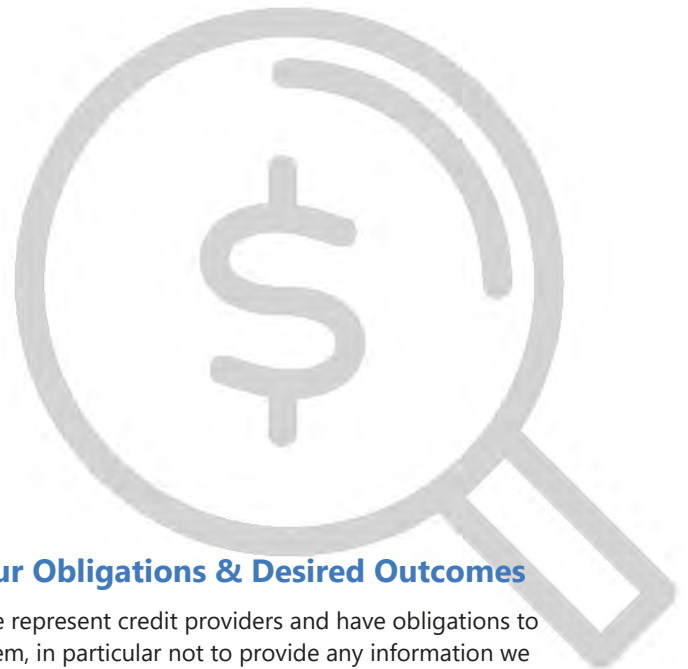 $
ur Obligations & Desired Outcomes
e represent credit providers and have obligations to
em, in particular not to provide any information we